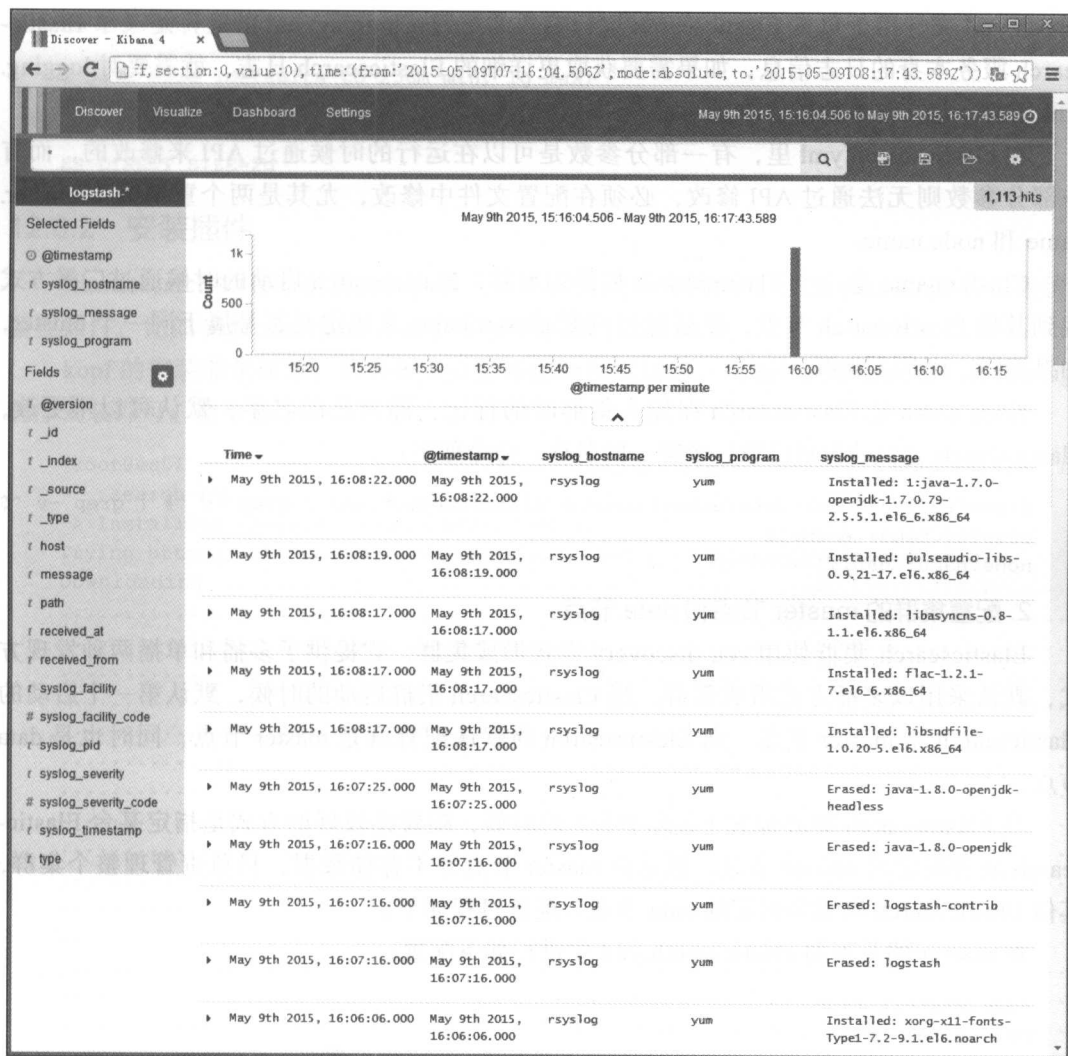 Discover - Kibana 4
:f,section:0,value:0),time:(from:'2015-05-09T07:16:04.506Z',mode:absolute,to:'2015-05-09T08:17:43.589Z'))
Discover Visualize Dashboard Settings
May 9th 2015, 15:16:04.506 to May 9th 2015, 16:17:43.589
*
logstash-*
1,113 hits
Selected Fields
@timestamp
t syslog_hostname
t syslog_message
t syslog_program
Fields
t @version
t _id
t _index
t _source
t _type
t host
t message
t path
t received_at
t received_from
t syslog_facility
# syslog_facility_code
t syslog_pid
t syslog_severity
# syslog_severity_code
t syslog_timestamp
t type
May 9th 2015, 15:16:04.506 - May 9th 2015, 16:17:43.589
Count
1k
500
0
15:20 15:25 15:30 15:35 15:40 15:45 15:50 15:55 16:00 16:05 16:10 16:15
@timestamp per minute
Time @timestamp syslog_hostname syslog_program syslog_message
May 9th 2015, 16:08:22.000 May 9th 2015, rsyslog yum Installed: 1:java-1.7.0-
16:08:22.000 openjdk-1.7.0.79-
2.5.5.1.el6_6.x86_64
May 9th 2015, 16:08:19.000 May 9th 2015, rsyslog yum Installed: pulseaudio-libs-
16:08:19.000 0.9.21-17.el6.x86_64
May 9th 2015, 16:08:17.000 May 9th 2015, rsyslog yum Installed: libasyncns-0.8-
16:08:17.000 1.1.el6.x86_64
May 9th 2015, 16:08:17.000 May 9th 2015, rsyslog yum Installed: flac-1.2.1-
16:08:17.000 7.el6_6.x86_64
May 9th 2015, 16:08:17.000 May 9th 2015, rsyslog yum Installed: libsndfile-
16:08:17.000 1.0.20-5.el6.x86_64
May 9th 2015, 16:07:25.000 May 9th 2015, rsyslog yum Erased: java-1.8.0-openjdk-
16:07:25.000 headless
May 9th 2015, 16:07:16.000 May 9th 2015, rsyslog yum Erased: java-1.8.0-openjdk
16:07:16.000
May 9th 2015, 16:07:16.000 May 9th 2015, rsyslog yum Erased: logstash-contrib
16:07:16.000
May 9th 2015, 16:07:16.000 May 9th 2015, rsyslog yum Erased: logstash
16:07:16.000
May 9th 2015, 16:06:06.000 May 9th 2015, rsyslog yum Installed: xorg-x11-fonts-
16:06:06.000 Type1-7.2-9.1.el6.noarch